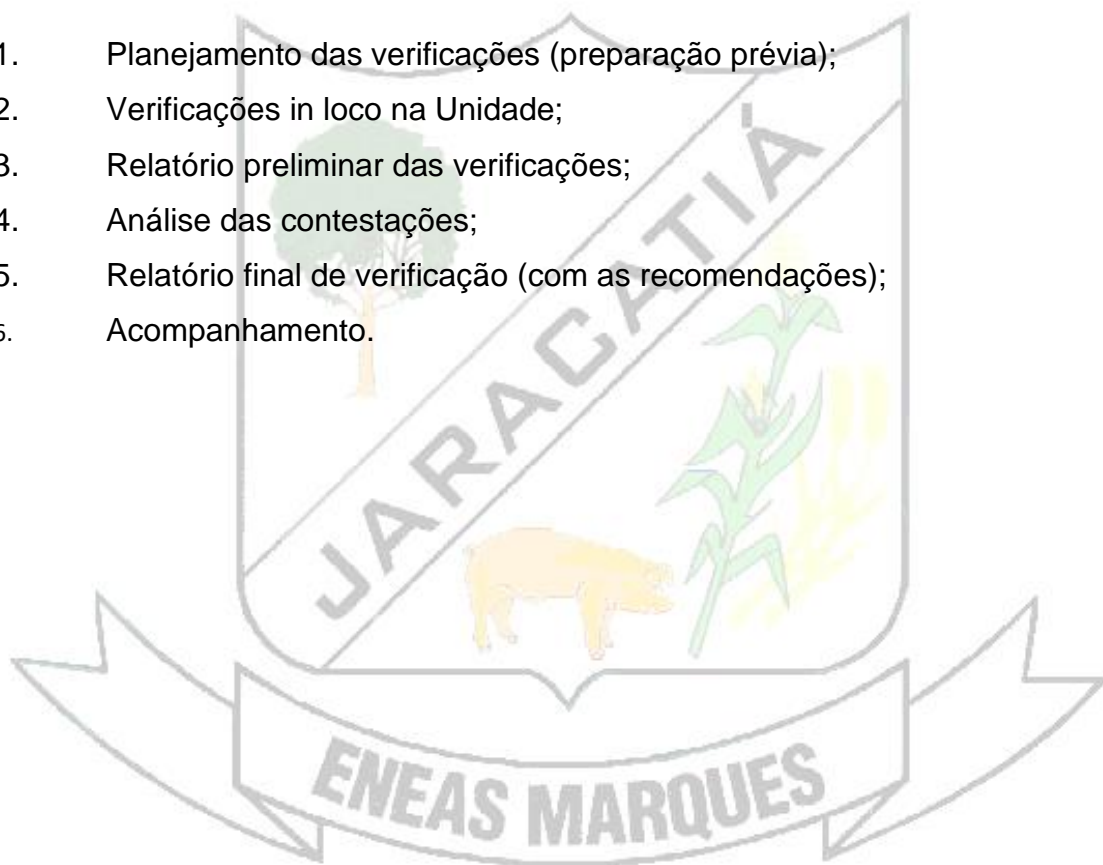 1. Planejamento das verificações (preparação prévia);
2. Verificações in loco na Unidade;
3. Relatório preliminar das verificações;
4. Análise das contestações;
5. Relatório final de verificação (com as recomendações);
6. Acompanhamento.
JARACATIÁ
ENEAS MARQUES